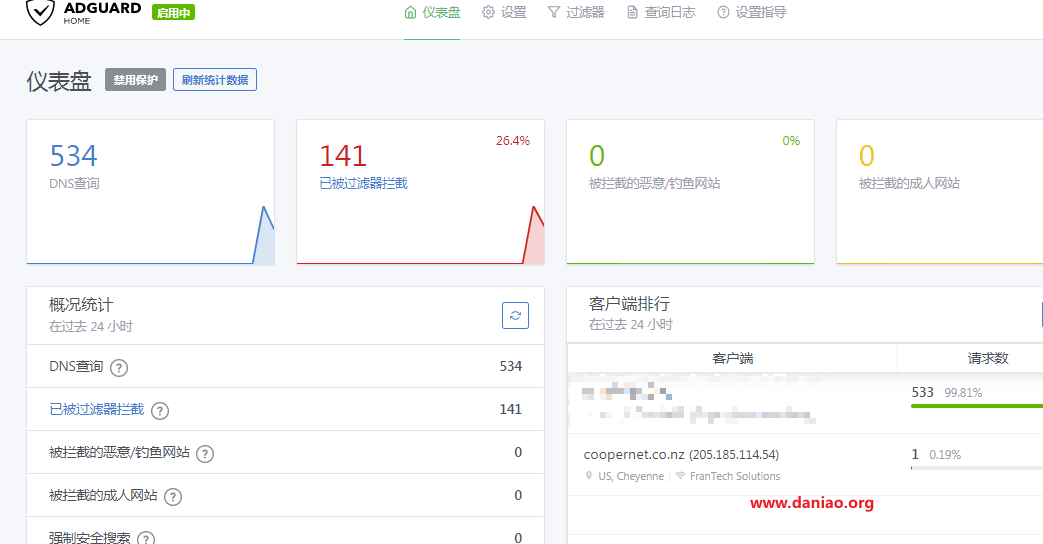 ADGUARD
HOME
启用中
仪表盘
设置
过滤器
查询日志
设置指导
仪表盘
禁用保护
刷新统计数据
534
DNS查询
26.4%
141
已被过滤器拦截
0%
0
被拦截的恶意/钓鱼网站
0
被拦截的成人网站
概况统计
在过去 24 小时
DNS查询 ?
534
已被过滤器拦截 ?
141
被拦截的恶意/钓鱼网站 ?
0
被拦截的成人网站 ?
0
强制安全搜索 ?
0
客户端排行
在过去 24 小时
客户端
请求数
533 99.81%
coopernet.co.nz (205.185.114.54)
US, Cheyenne
FranTech Solutions
1 0.19%
www.daniao.org